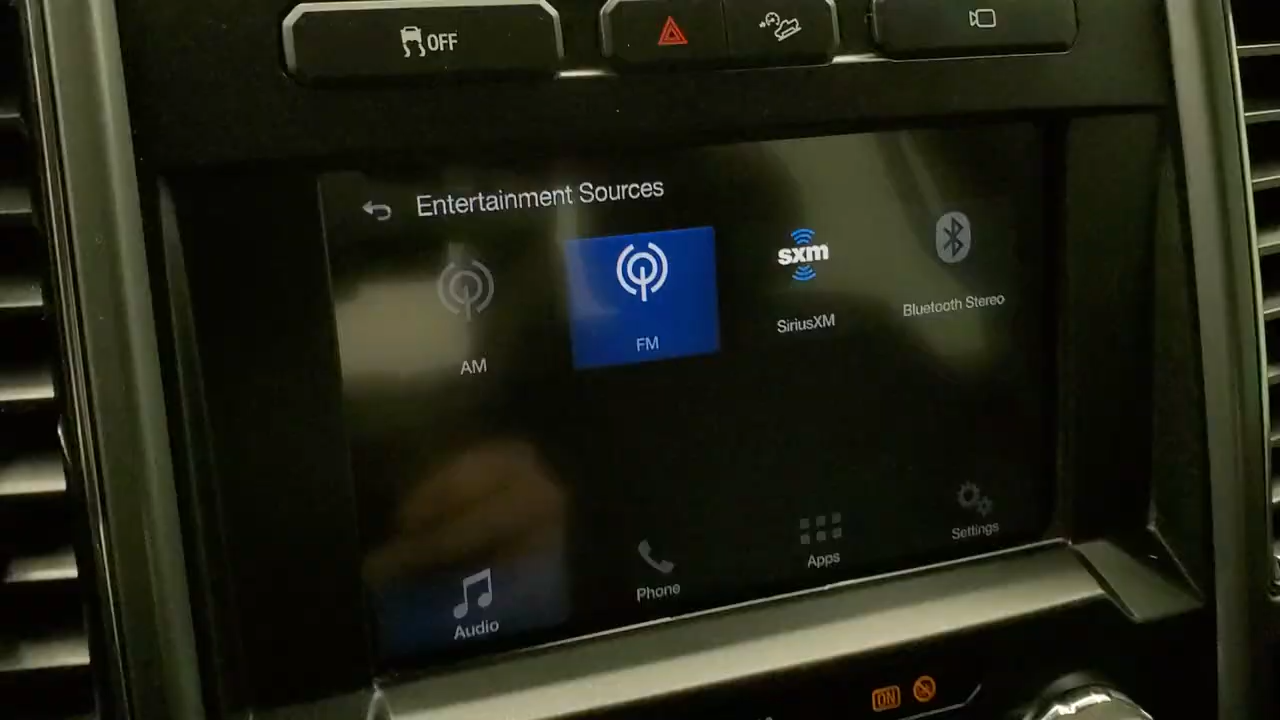 OFF
Entertainment Sources
AM
FM
sxm
SiriusXM
Bluetooth Stereo
Audio
Phone
Apps
Settings
ON